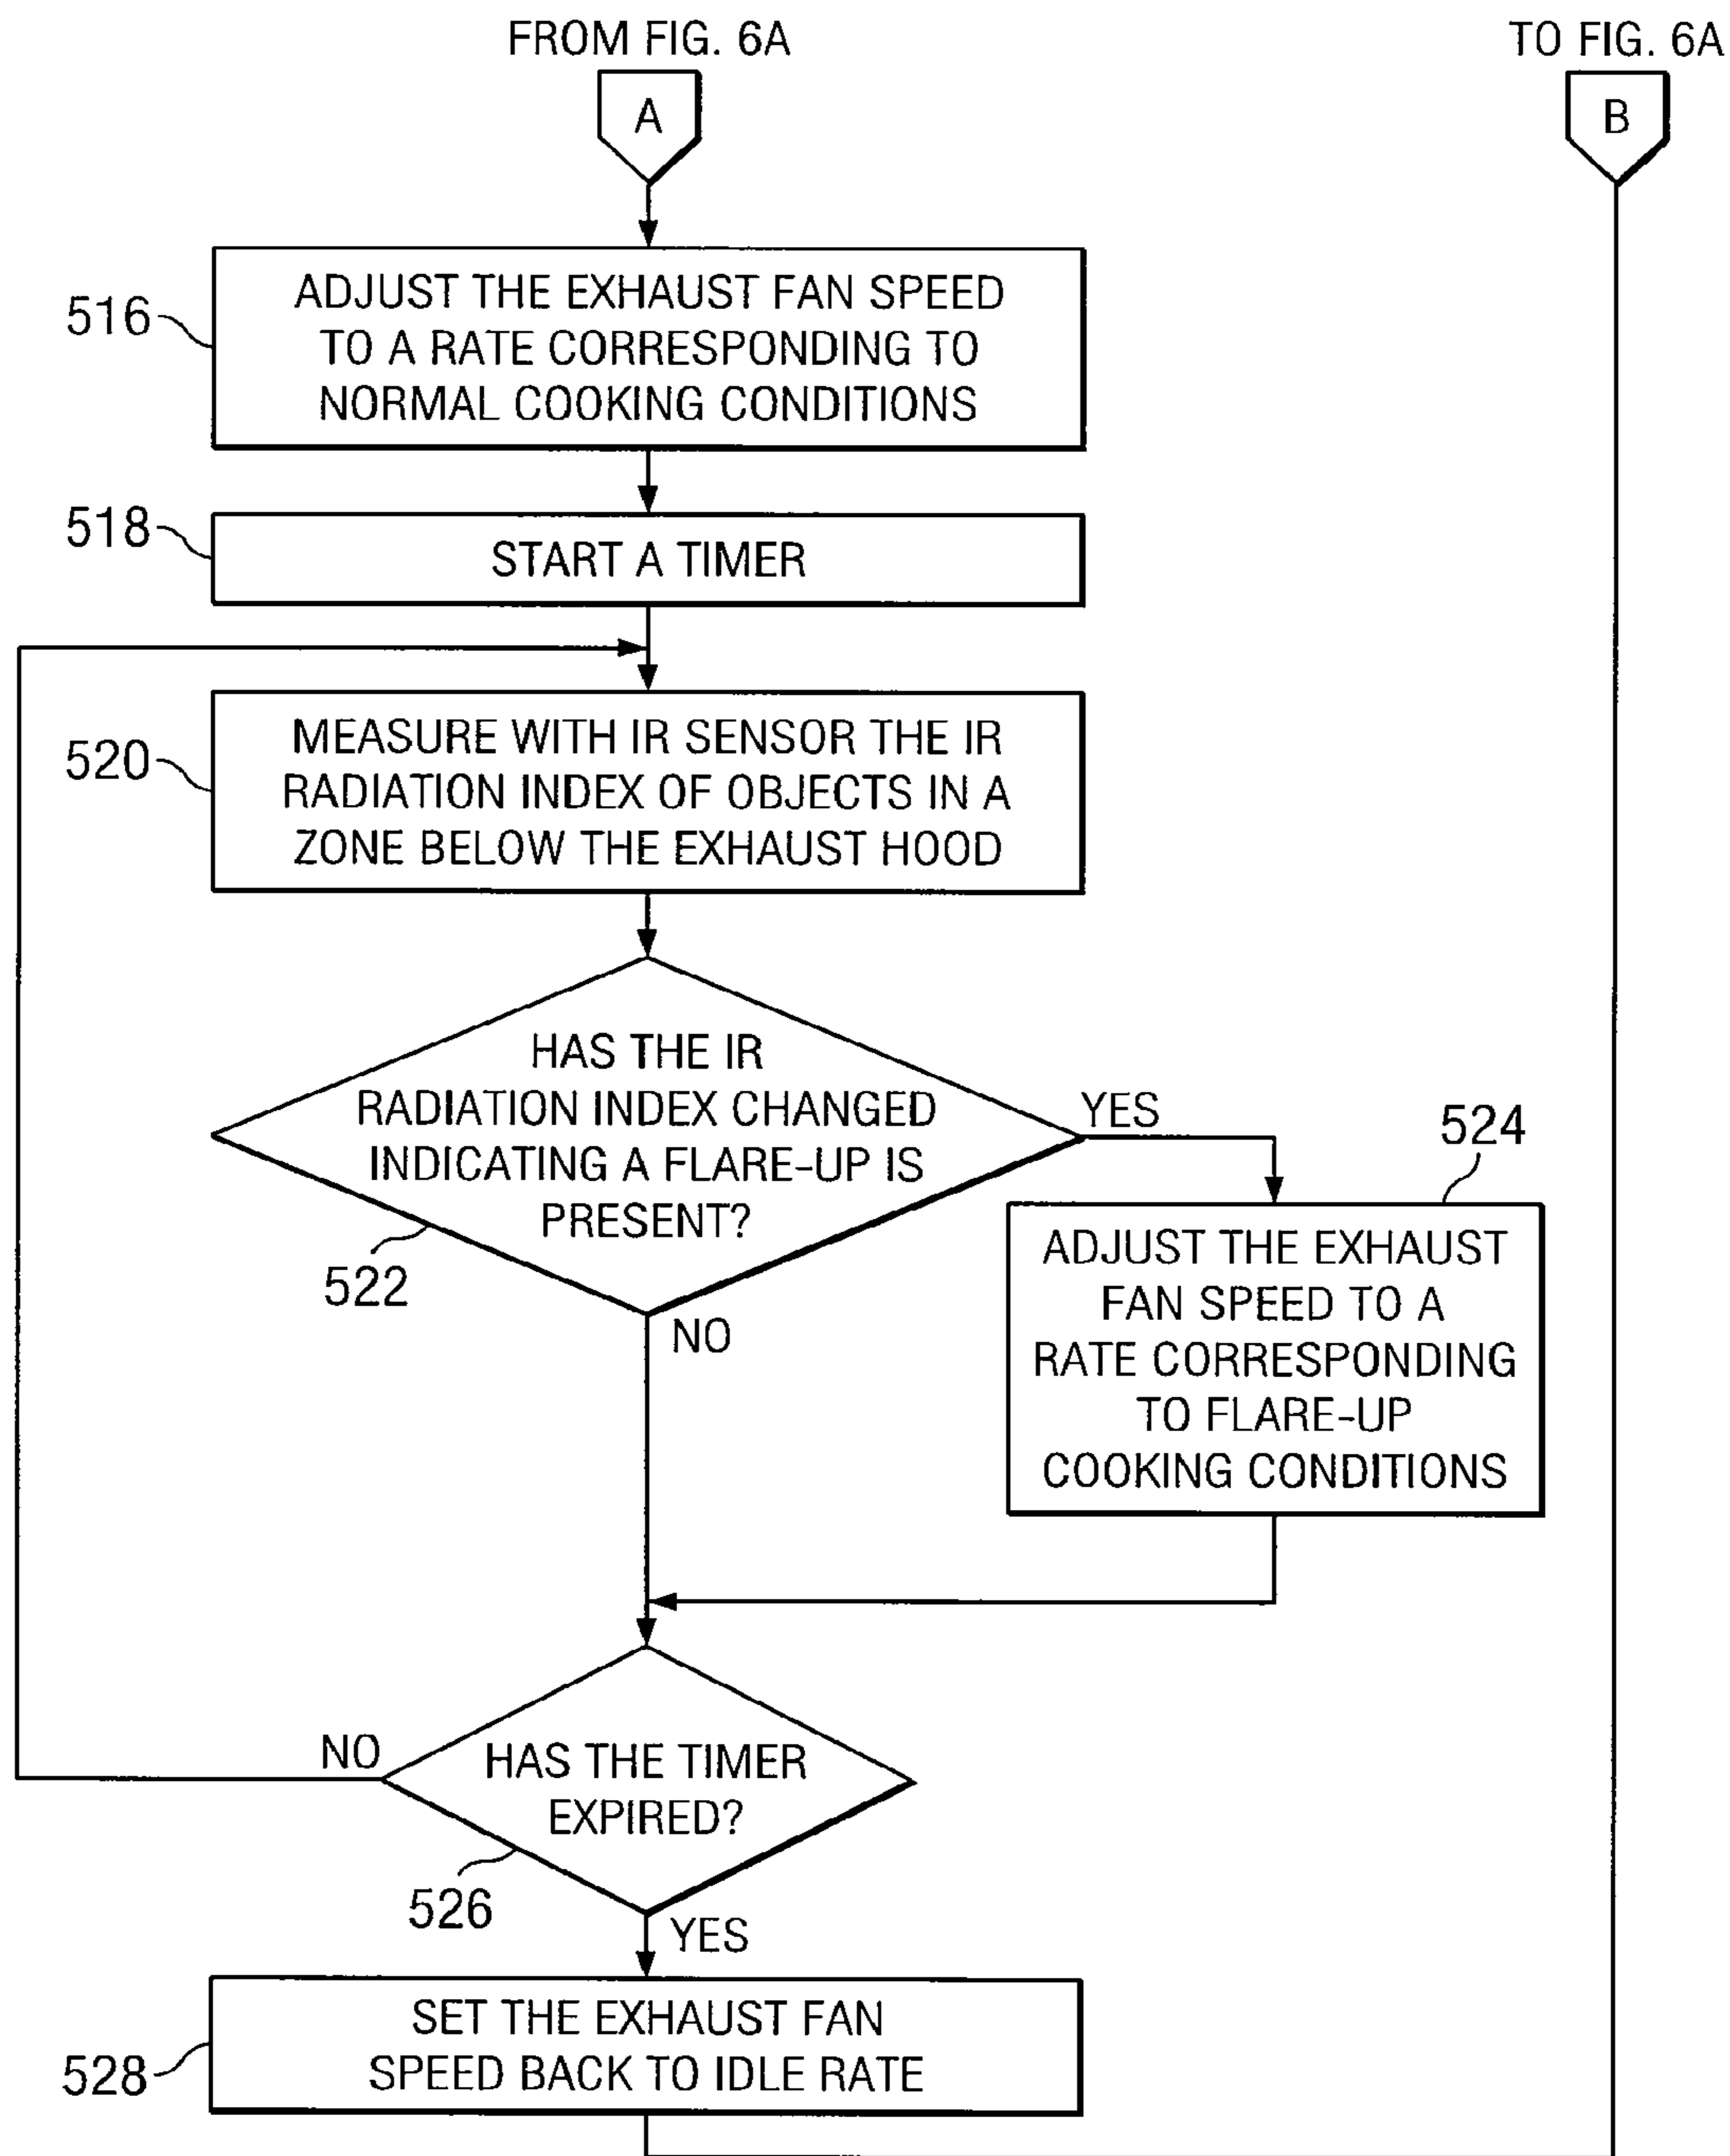 FROM FIG. 6A
TO FIG. 6A
A
B
516
ADJUST THE EXHAUST FAN SPEED
TO A RATE CORRESPONDING TO
NORMAL COOKING CONDITIONS
518
START A TIMER
520
MEASURE WITH IR SENSOR THE IR
RADIATION INDEX OF OBJECTS IN A
ZONE BELOW THE EXHAUST HOOD
HAS THE IR
RADIATION INDEX CHANGED
INDICATING A FLARE-UP IS
PRESENT?
522
YES
NO
524
ADJUST THE EXHAUST
FAN SPEED TO A
RATE CORRESPONDING
TO FLARE-UP
COOKING CONDITIONS
NO
HAS THE TIMER
EXPIRED?
526
YES
528
SET THE EXHAUST FAN
SPEED BACK TO IDLE RATE